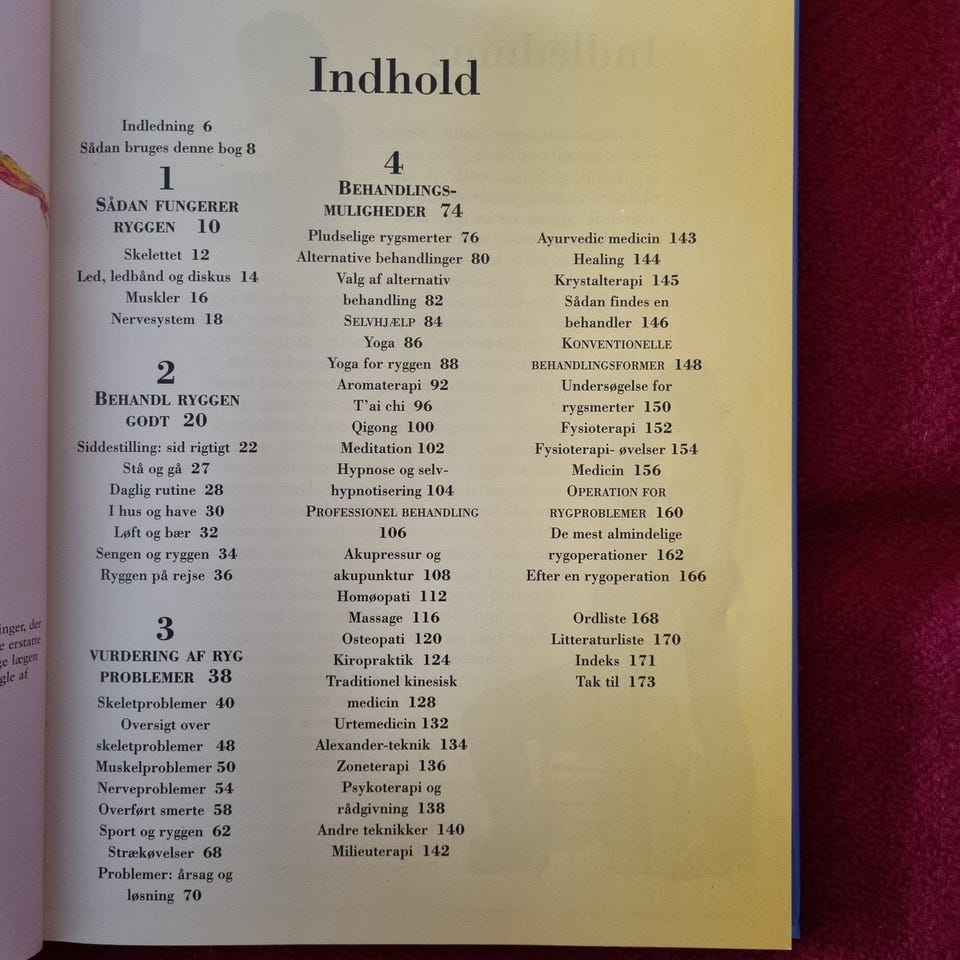 Indhold
Indledning 6
Sådan bruges denne bog 8
1
SÅDAN FUNGERER
RYGGEN 10
Skelettet 12
Led, ledbånd og diskus 14
Muskler 16
Nervesystem 18
2
BEHANDL RYGGEN
GODT 20
Siddestilling: sid rigtigt 22
Stå og gå 27
Daglig rutine 28
I hus og have 30
Løft og bær 32
Sengen og ryggen 34
Ryggen på rejse 36
3
VURDERING AF RYG
PROBLEMER 38
Skeletproblemer 40
Oversigt over
skeletproblemer 48
Muskelproblemer 50
Nerveproblemer 54
Overført smerte 58
Sport og ryggen 62
Strækøvelser 68
Problemer: årsag og
løsning 70
4
BEHANDLINGS-
MULIGHEDER 74
Pludselige rygsmerter 76
Alternative behandlinger 80
Valg af alternativ
behandling 82
SELVHJÆLP 84
Yoga 86
Yoga for ryggen 88
Aromaterapi 92
T'ai chi 96
Qigong 100
Meditation 102
Hypnose og selv-
hypnotisering 104
PROFESSIONEL BEHANDLING
106
Akupressur og
akupunktur 108
Homøopati 112
Massage 116
Osteopati 120
Kiropraktik 124
Traditionel kinesisk
medicin 128
Urtemedicin 132
Alexander-teknik 134
Zoneterapi 136
Psykoterapi og
rådgivning 138
Andre teknikker 140
Milieuterapi 142
Ayurvedic medicin 143
Healing 144
Krystalterapi 145
Sådan findes en
behandler 146
KONVENTIONELLE
BEHANDLINGSFORMER 148
Undersøgelse for
rygsmerter 150
Fysioterapi 152
Fysioterapi- øvelser 154
Medicin 156
OPERATION FOR
RYGPROBLEMER 160
De mest almindelige
rygoperationer 162
Efter en rygoperation 166
Ordliste 168
Litteraturliste 170
Indeks 171
Tak til 173
inger, der
erstatte
lægen
gle af